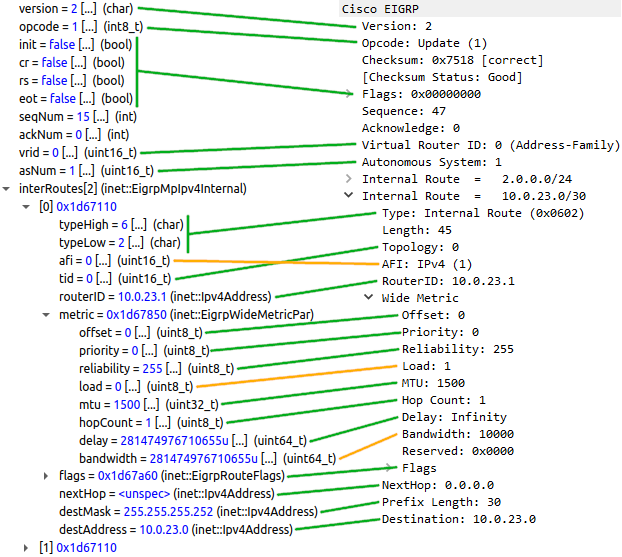 version = 2 [...] (char)
opcode = 1 [...] (int8_t)
init = false [...] (bool)
cr = false [...] (bool)
rs = false [...] (bool)
eot = false [...] (bool)
seqNum = 15 [...] (int)
ackNum = 0 [...] (int)
vrid = 0 [...] (uint16_t)
asNum = 1 [...] (uint16_t)
interRoutes[2] (inet::EigrpMpIpv4Internal)
[0] 0x1d67110
typeHigh = 6 [...] (char)
typeLow = 2 [...] (char)
afi = 0 [...] (uint16_t)
tid = 0 [...] (uint16_t)
routerID = 10.0.23.1 (inet::Ipv4Address)
metric = 0x1d67850 (inet::EigrpWideMetricPar)
offset = 0 [...] (uint8_t)
priority = 0 [...] (uint8_t)
reliability = 255 [...] (uint8_t)
load = 0 [...] (uint8_t)
mtu = 1500 [...] (uint32_t)
hopCount = 1 [...] (uint8_t)
delay = 281474976710655u [...] (uint64_t)
bandwidth = 281474976710655u [...] (uint64_t)
flags = 0x1d67a60 (inet::EigrpRouteFlags)
nextHop = <unspec> (inet::Ipv4Address)
destMask = 255.255.255.252 (inet::Ipv4Address)
destAddress = 10.0.23.0 (inet::Ipv4Address)
[1] 0x1d67110
Cisco EIGRP
Version: 2
Opcode: Update (1)
Checksum: 0x7518 [correct]
[Checksum Status: Good]
Flags: 0x00000000
Sequence: 47
Acknowledge: 0
Virtual Router ID: 0 (Address-Family)
Autonomous System: 1
Internal Route = 2.0.0.0/24
Internal Route = 10.0.23.0/30
Type: Internal Route (0x0602)
Length: 45
Topology: 0
AFI: IPv4 (1)
RouterID: 10.0.23.1
Wide Metric
Offset: 0
Priority: 0
Reliability: 255
Load: 1
MTU: 1500
Hop Count: 1
Delay: Infinity
Bandwidth: 10000
Reserved: 0x0000
Flags
NextHop: 0.0.0.0
Prefix Length: 30
Destination: 10.0.23.0